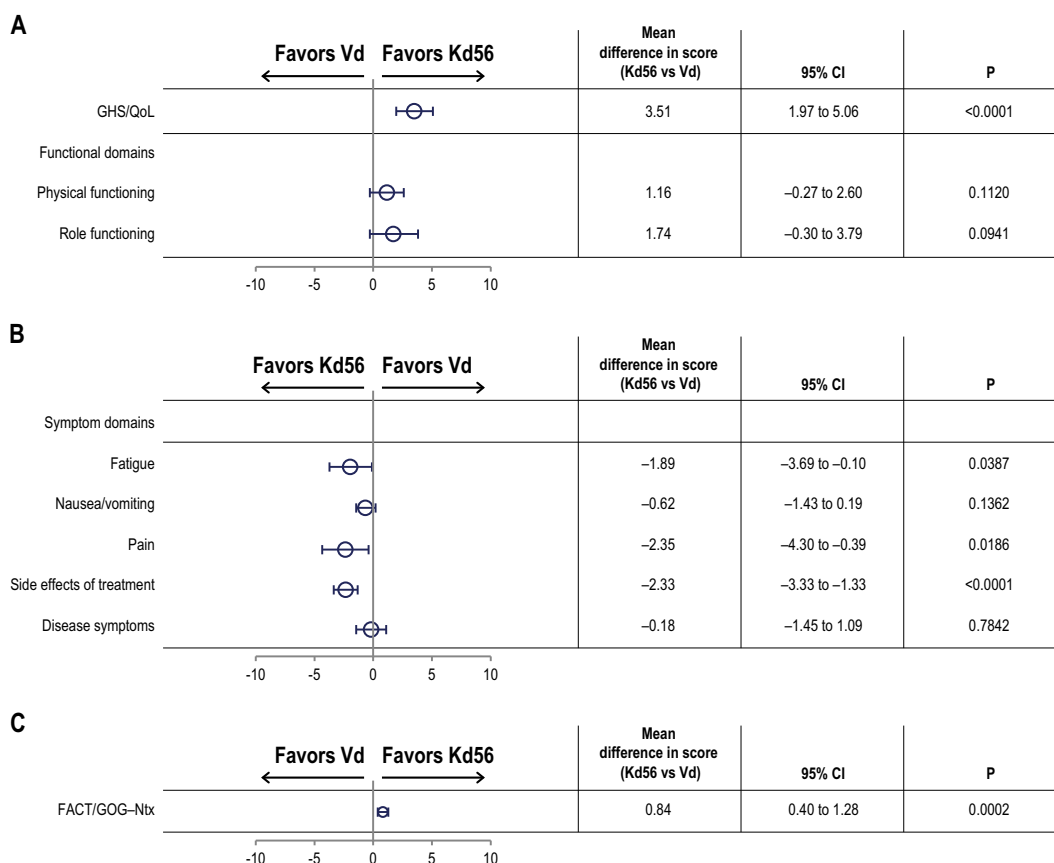 A
Favors Vd Favors Kd56
Mean
difference in score
(Kd56 vs Vd) 95% CI P
GHS/QoL 3.51 1.97 to 5.06 <0.0001
Functional domains
Physical functioning 1.16 –0.27 to 2.60 0.1120
Role functioning 1.74 –0.30 to 3.79 0.0941
-10 -5 0 5 10
B
Favors Kd56 Favors Vd
Mean
difference in score
(Kd56 vs Vd) 95% CI P
Symptom domains
Fatigue –1.89 –3.69 to –0.10 0.0387
Nausea/vomiting –0.62 –1.43 to 0.19 0.1362
Pain –2.35 –4.30 to –0.39 0.0186
Side effects of treatment –2.33 –3.33 to –1.33 <0.0001
Disease symptoms –0.18 –1.45 to 1.09 0.7842
-10 -5 0 5 10
C
Favors Vd Favors Kd56
Mean
difference in score
(Kd56 vs Vd) 95% CI P
FACT/GOG–Ntx 0.84 0.40 to 1.28 0.0002
-10 -5 0 5 10